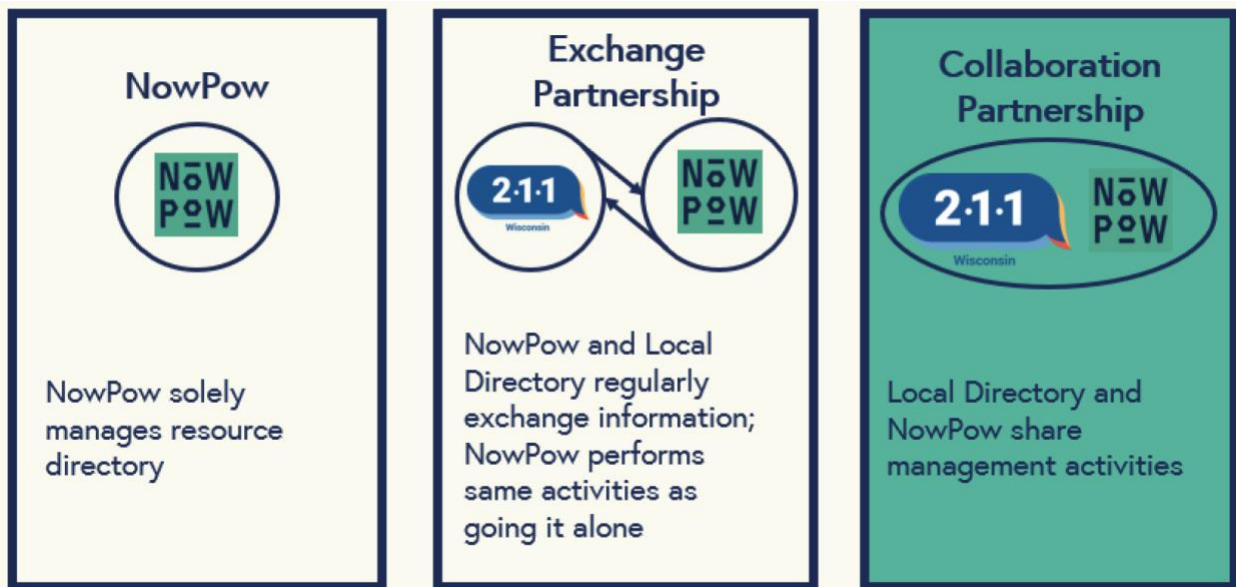 NowPow
NOW
POW
NowPow solely
manages resource
directory
Exchange
Partnership
2·1·1
Wisconsin
NOW
POW
NowPow and Local
Directory regularly
exchange information;
NowPow performs
same activities as
going it alone
Collaboration
Partnership
2·1·1
Wisconsin
NOW
POW
Local Directory and
NowPow share
management activities